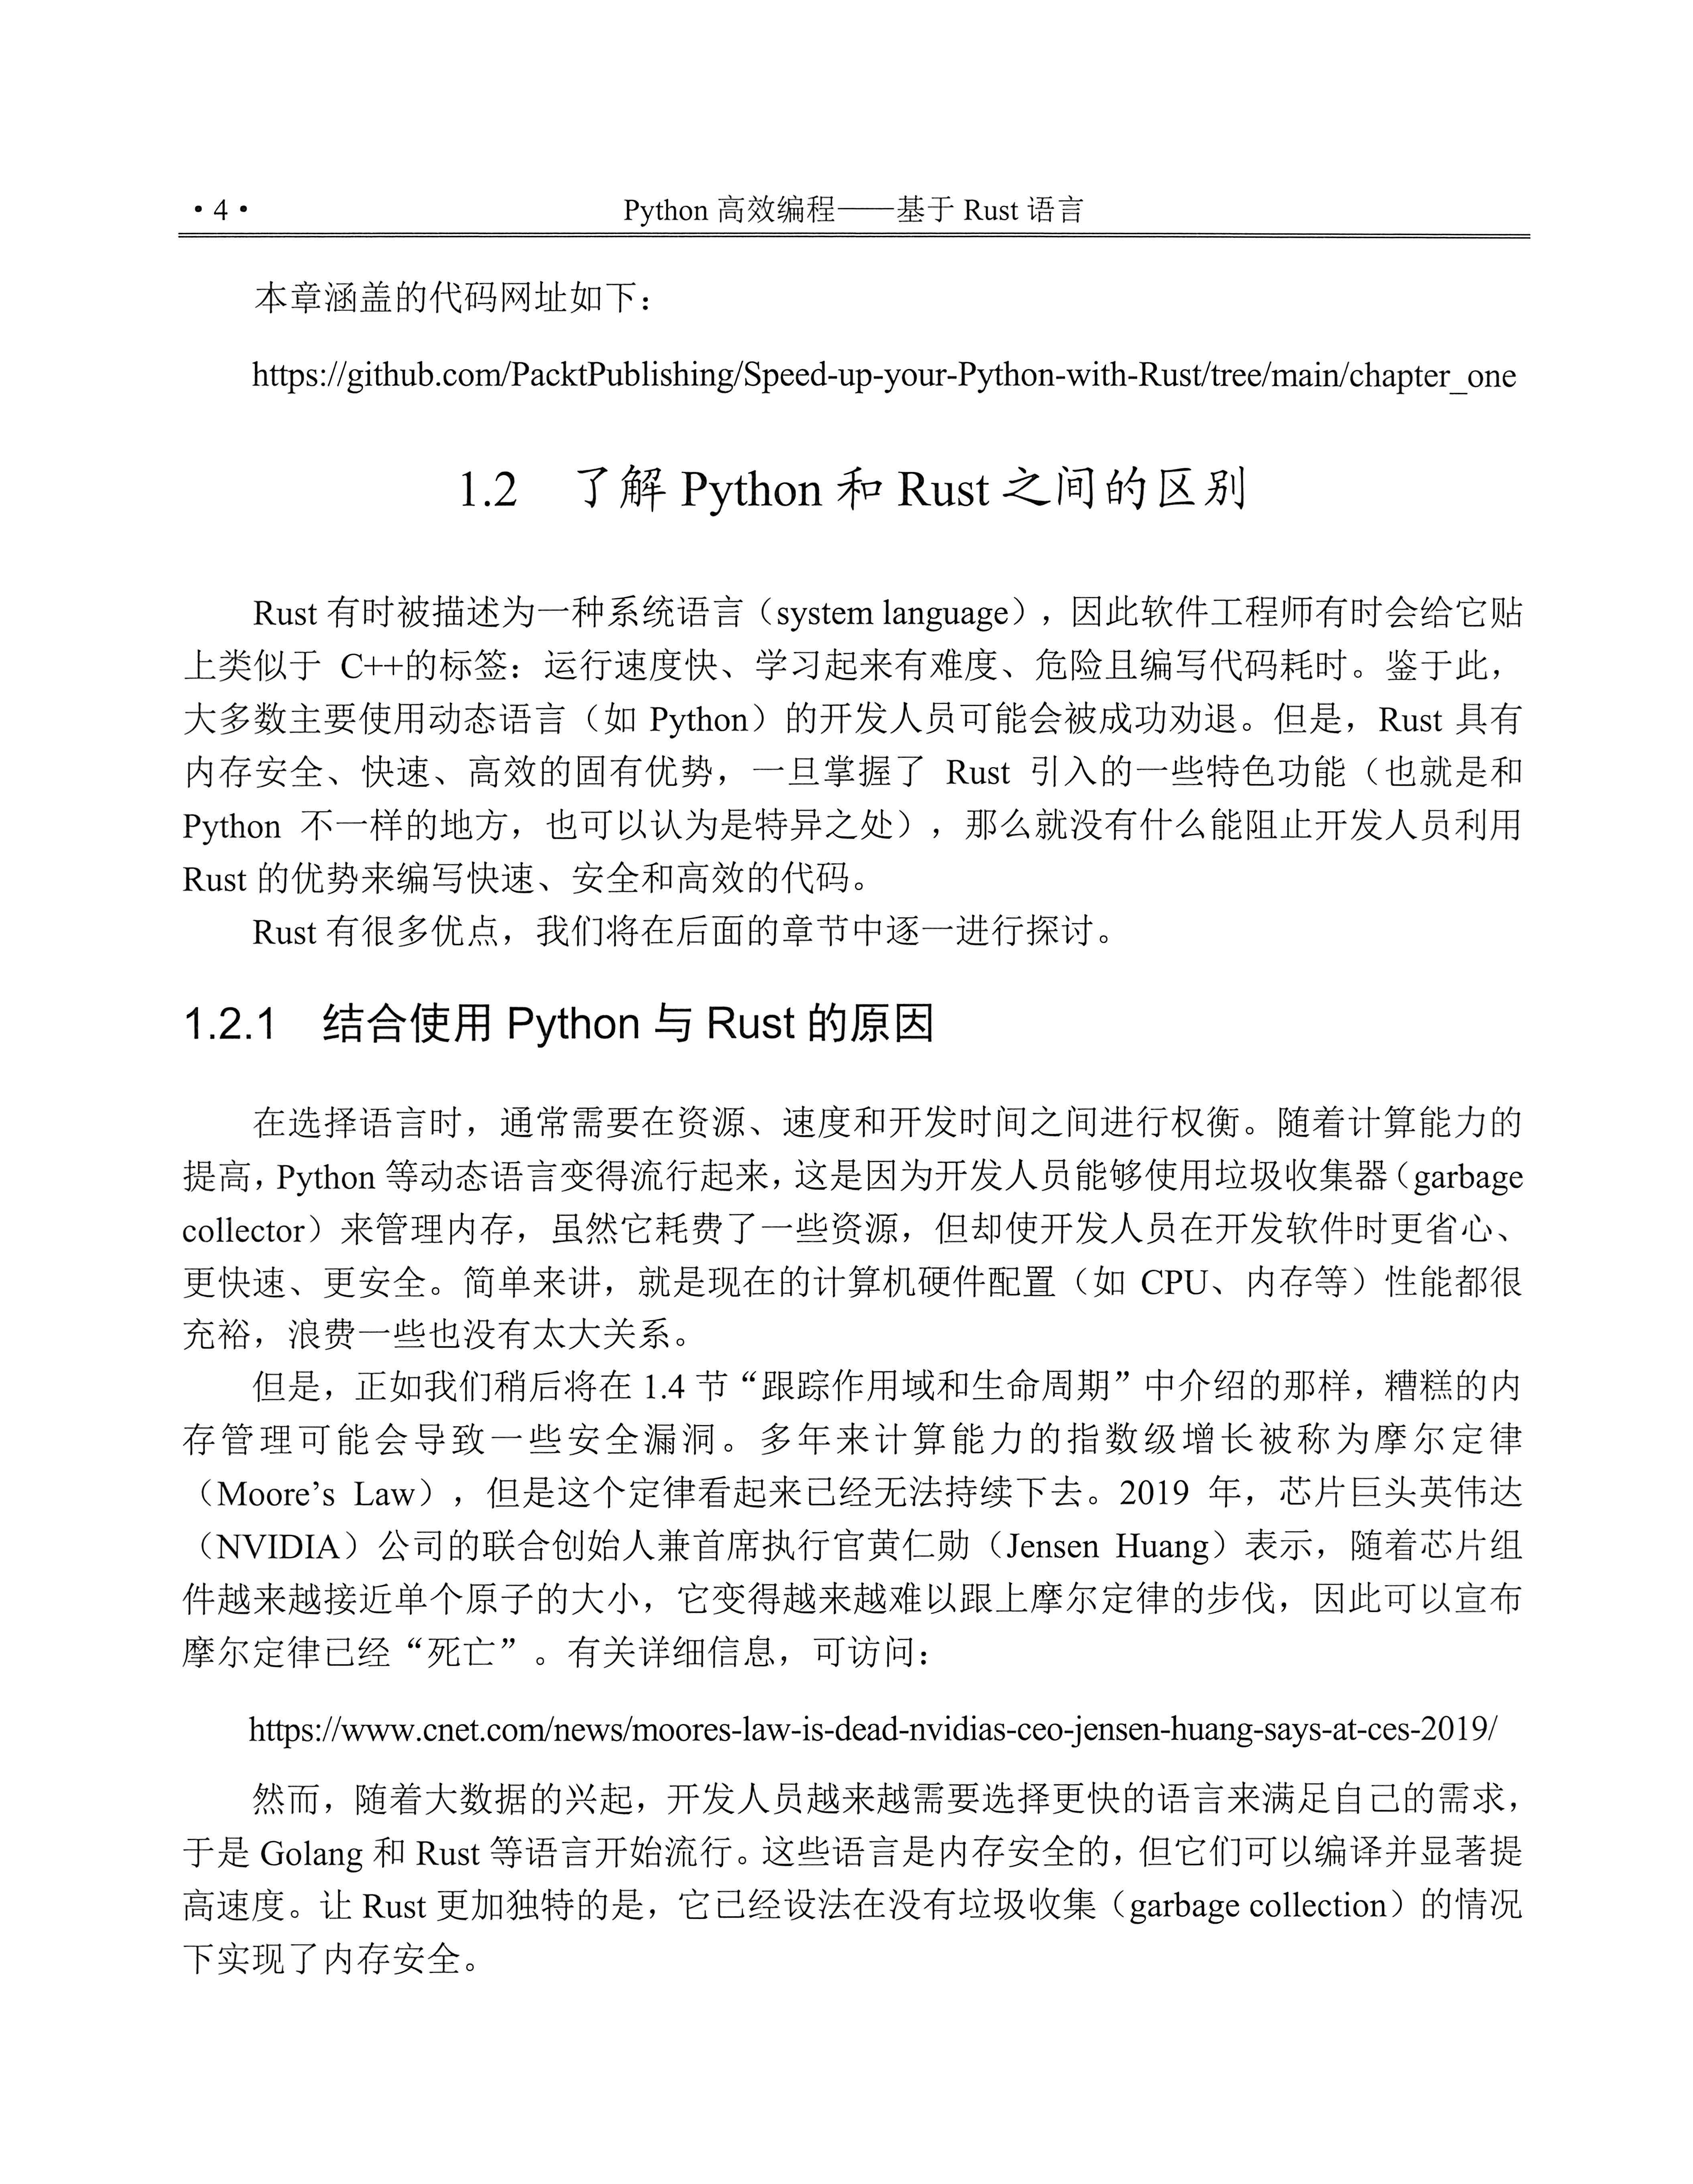 • 4 •
Python 高效编程——基于 Rust 语言
本章涵盖的代码网址如下：
https://github.com/PacktPublishing/Speed-up-your-Python-with-Rust/tree/main/chapter_one
1.2 了解 Python 和 Rust 之间的区别
Rust 有时被描述为一种系统语言（system language），因此软件工程师有时会给它贴
上类似于 C++的标签：运行速度快、学习起来有难度、危险且编写代码耗时。鉴于此，
大多数主要使用动态语言（如 Python）的开发人员可能会被成功劝退。但是，Rust 具有
内存安全、快速、高效的固有优势，一旦掌握了 Rust 引入的一些特色功能（也就是和
Python 不一样的地方，也可以认为是特异之处），那么就没有什么能阻止开发人员利用
Rust 的优势来编写快速、安全和高效的代码。
Rust 有很多优点，我们将在后面的章节中逐一进行探讨。
1.2.1 结合使用 Python 与 Rust 的原因
在选择语言时，通常需要在资源、速度和开发时间之间进行权衡。随着计算能力的
提高，Python 等动态语言变得流行起来，这是因为开发人员能够使用垃圾收集器（garbage
collector）来管理内存，虽然它耗费了一些资源，但却使开发人员在开发软件时更省心、
更快速、更安全。简单来讲，就是现在的计算机硬件配置（如 CPU、内存等）性能都很
充裕，浪费一些也没有太大关系。
但是，正如我们稍后将在 1.4 节“跟踪作用域和生命周期”中介绍的那样，糟糕的内
存管理可能会导致一些安全漏洞。多年来计算能力的指数级增长被称为摩尔定律
（Moore’s Law），但是这个定律看起来已经无法持续下去。2019 年，芯片巨头英伟达
（NVIDIA）公司的联合创始人兼首席执行官黄仁勋（Jensen Huang）表示，随着芯片组
件越来越接近单个原子的大小，它变得越来越难以跟上摩尔定律的步伐，因此可以宣布
摩尔定律已经“死亡”。有关详细信息，可访问：
https://www.cnet.com/news/moores-law-is-dead-nvidias-ceo-jensen-huang-says-at-ces-2019/
然而，随着大数据的兴起，开发人员越来越需要选择更快的语言来满足自己的需求，
于是 Golang 和 Rust 等语言开始流行。这些语言是内存安全的，但它们可以编译并显著提
高速度。让 Rust 更加独特的是，它已经设法在没有垃圾收集（garbage collection）的情况
下实现了内存安全。